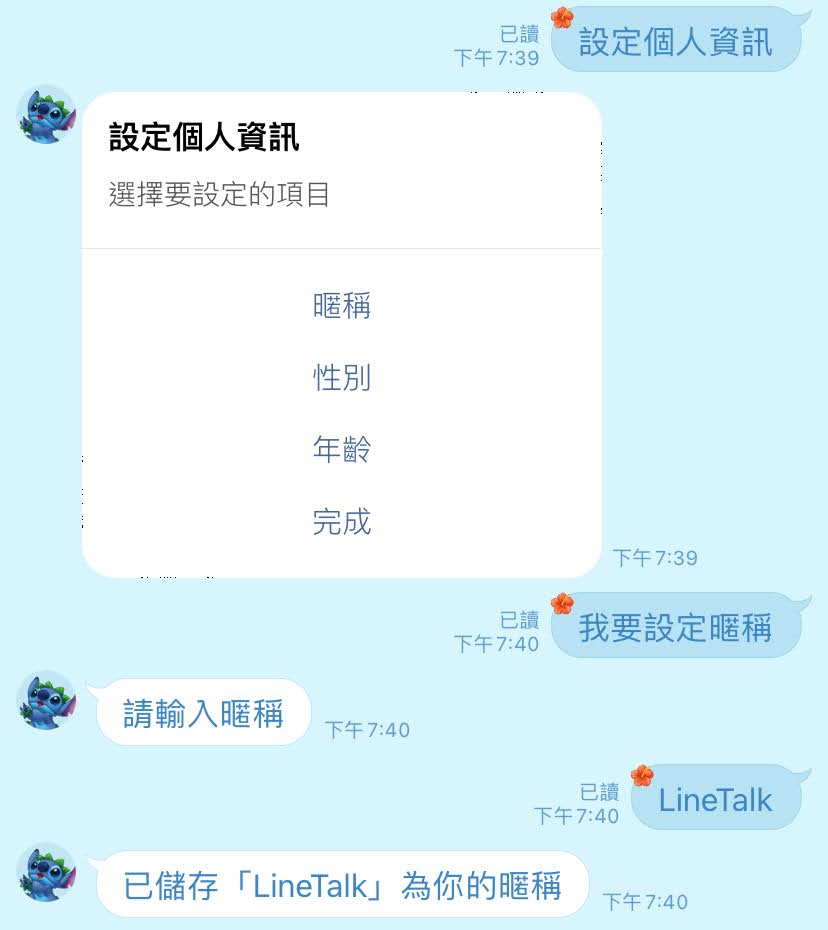 設定個人資訊
已讀
下午 7:39
設定個人資訊
選擇要設定的項目
暱稱
性別
年齡
完成
下午 7:39
我要設定暱稱
已讀
下午 7:40
請輸入暱稱
下午 7:40
LineTalk
已讀
下午 7:40
已儲存「LineTalk」為你的暱稱
下午 7:40